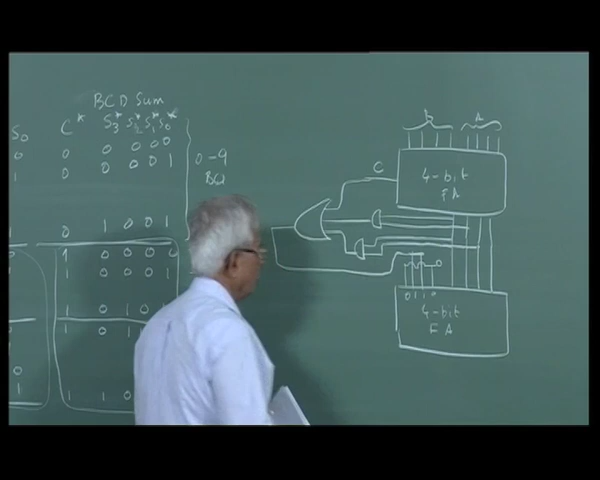 BCD Sum
S0 C* S3* S2* S1* S0*
0 0 0 0 0 0
1 0 0 0 0 1
0-9
BCD
0 1 0 0 1
1 0 0 0 0
1 0 0 0 1
1 0 1 0 1
1 0 1
0
1 1 1 0
b A
C
4-bit
FA
0
0 1 1 0
4-bit
FA